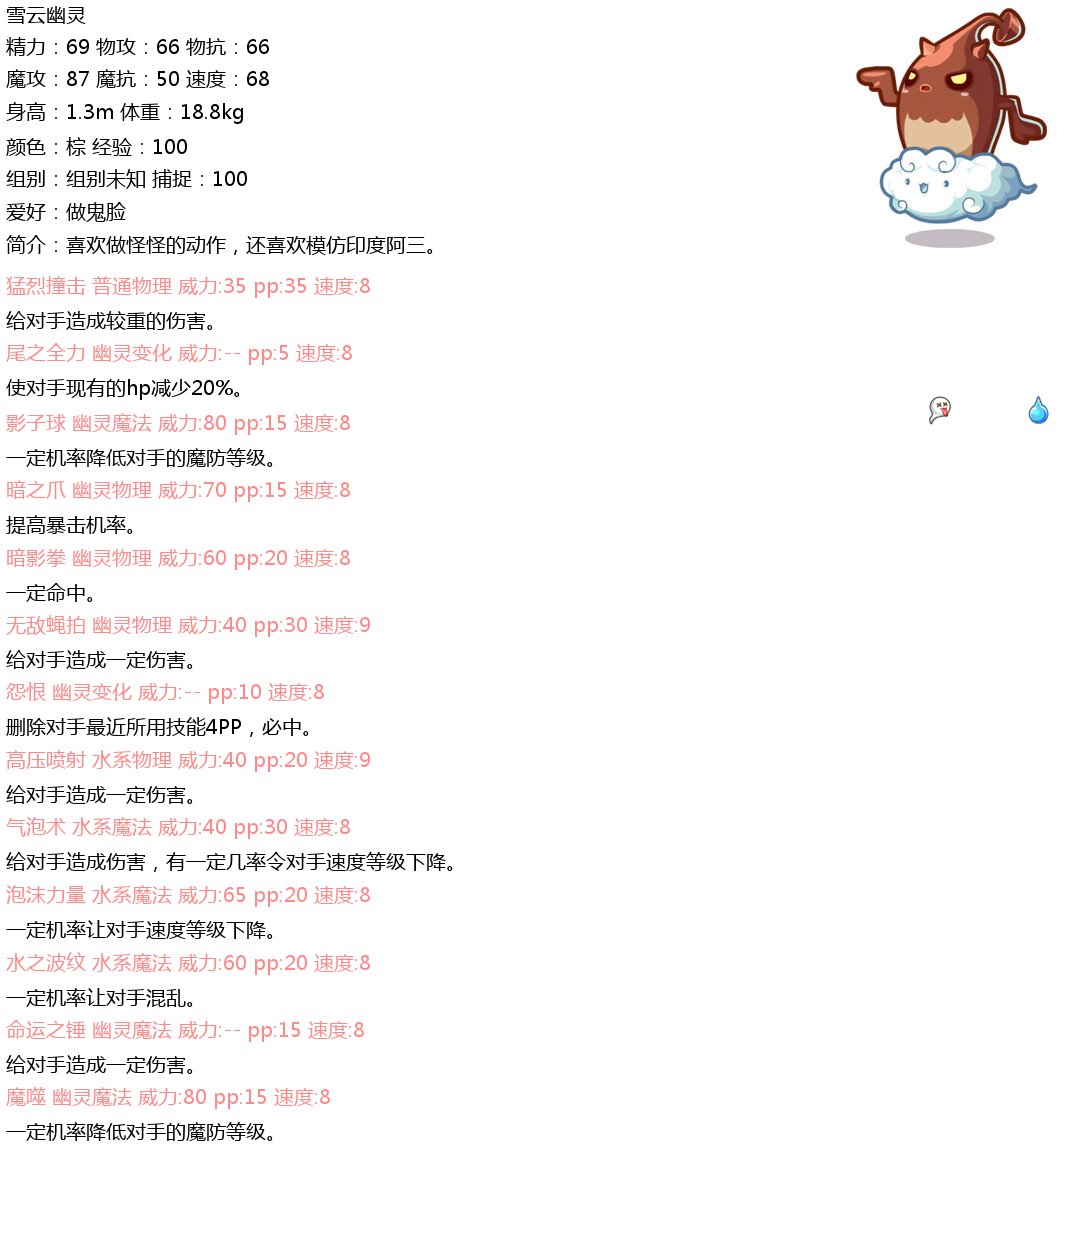 雪云幽灵
精力：69 物攻：66 物抗：66
魔攻：87 魔抗：50 速度：68
身高：1.3m 体重：18.8kg
颜色：棕 经验：100
组别：组别未知 捕捉：100
爱好：做鬼脸
简介：喜欢做怪怪的动作，还喜欢模仿印度阿三。
猛烈撞击 普通物理 威力:35 pp:35 速度:8
给对手造成较重的伤害。
尾之全力 幽灵变化 威力:-- pp:5 速度:8
使对手现有的hp减少20%。
影子球 幽灵魔法 威力:80 pp:15 速度:8
一定机率降低对手的魔防等级。
暗之爪 幽灵物理 威力:70 pp:15 速度:8
提高暴击机率。
暗影拳 幽灵物理 威力:60 pp:20 速度:8
一定命中。
无敌蝇拍 幽灵物理 威力:40 pp:30 速度:9
给对手造成一定伤害。
怨恨 幽灵变化 威力:-- pp:10 速度:8
删除对手最近所用技能4PP，必中。
高压喷射 水系物理 威力:40 pp:20 速度:9
给对手造成一定伤害。
气泡术 水系魔法 威力:40 pp:30 速度:8
给对手造成伤害，有一定几率令对手速度等级下降。
泡沫力量 水系魔法 威力:65 pp:20 速度:8
一定机率让对手速度等级下降。
水之波纹 水系魔法 威力:60 pp:20 速度:8
一定机率让对手混乱。
命运之锤 幽灵魔法 威力:-- pp:15 速度:8
给对手造成一定伤害。
魔噬 幽灵魔法 威力:80 pp:15 速度:8
一定机率降低对手的魔防等级。